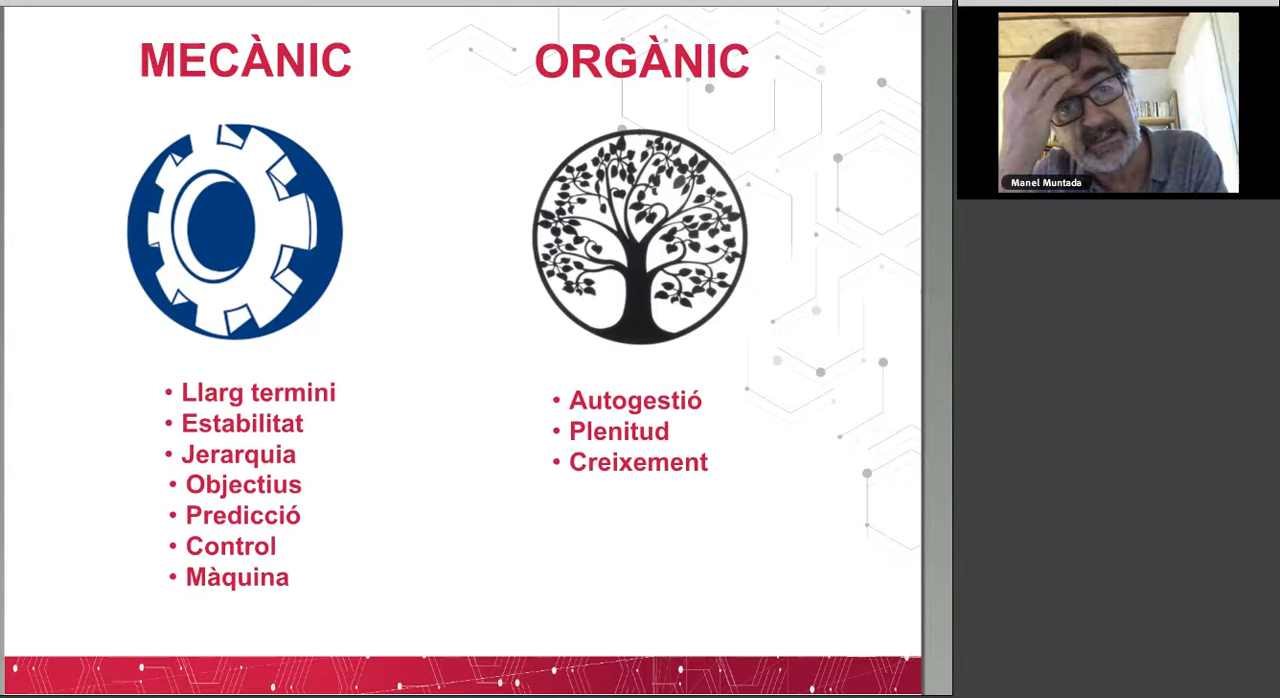 MECÀNIC
• Llarg termini
• Estabilitat
• Jerarquia
• Objectius
• Predicció
• Control
• Màquina
ORGÀNIC
• Autogestió
• Plenitud
• Creixement
Manel Muntada